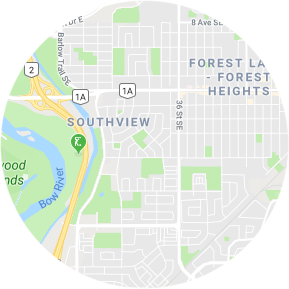 8 Ave SE
Barlow Trail SE
FOREST LA
- FOREST
HEIGHTS
2
1A
1A
36 St SE
SOUTHVIEW
wood
nds
Bow River